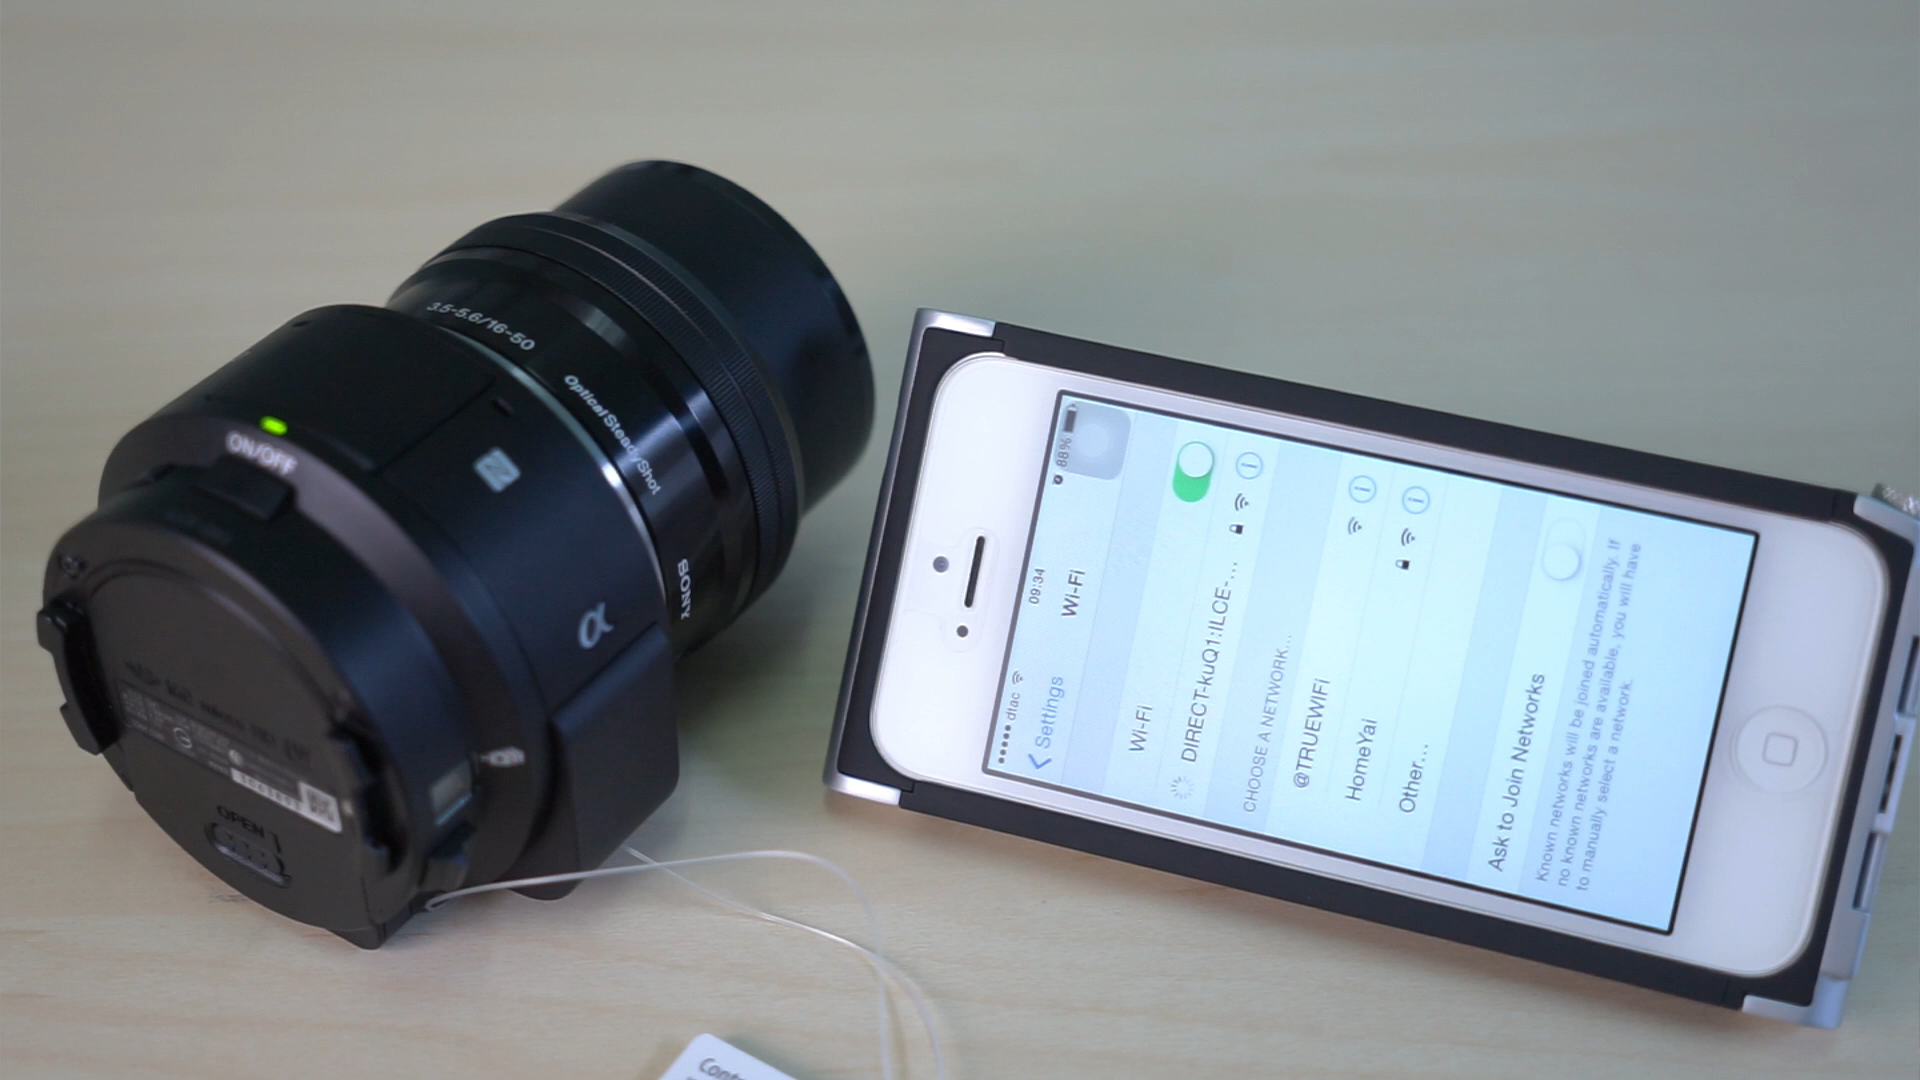 3.5-5.6/16-50
Optical SteadyShot
SONY
ON/OFF
α
OPEN
dtac
09:34
88%
Settings
Wi-Fi
Wi-Fi
DIRECT-kuQ1:ILCE-...
CHOOSE A NETWORK...
@TRUEWIFI
HomeYai
Other...
Ask to Join Networks
Known networks will be joined automatically. If
no known networks are available, you will have
to manually select a network.